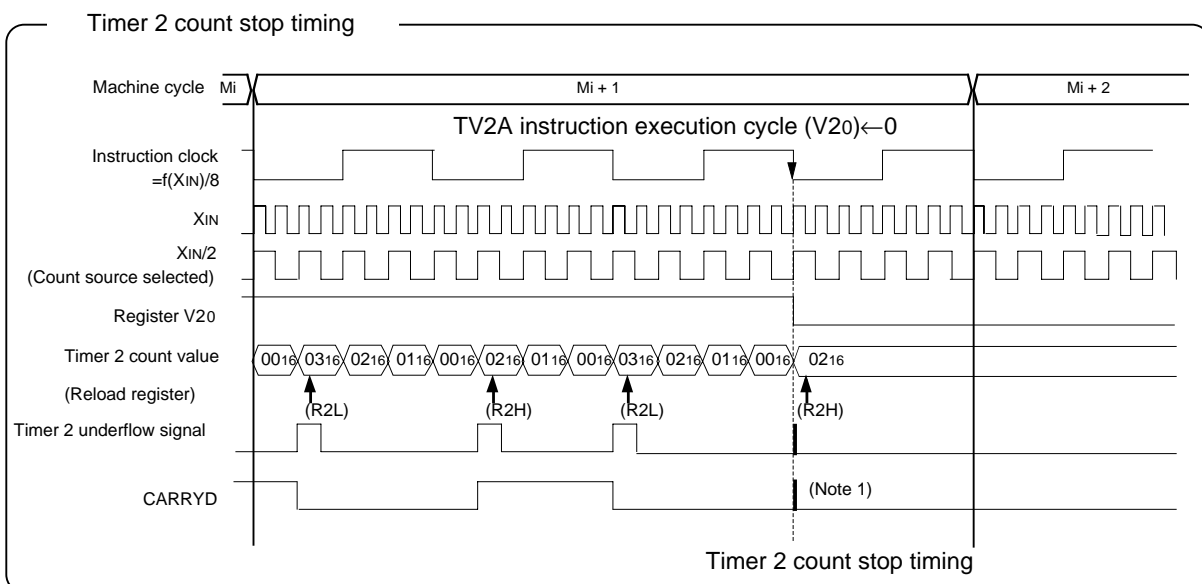 Timer 2 count stop timing
Machine cycle Mi Mi + 1 Mi + 2
TV2A instruction execution cycle (V20)←0
Instruction clock
=f(XIN)/8
XIN
XIN/2
(Count source selected)
Register V20
Timer 2 count value 0016 0316 0216 0116 0016 0216 0116 0016 0316 0216 0116 0016 0216
(Reload register) (R2L) (R2H) (R2L) (R2H)
Timer 2 underflow signal
CARRYD (Note 1)
Timer 2 count stop timing